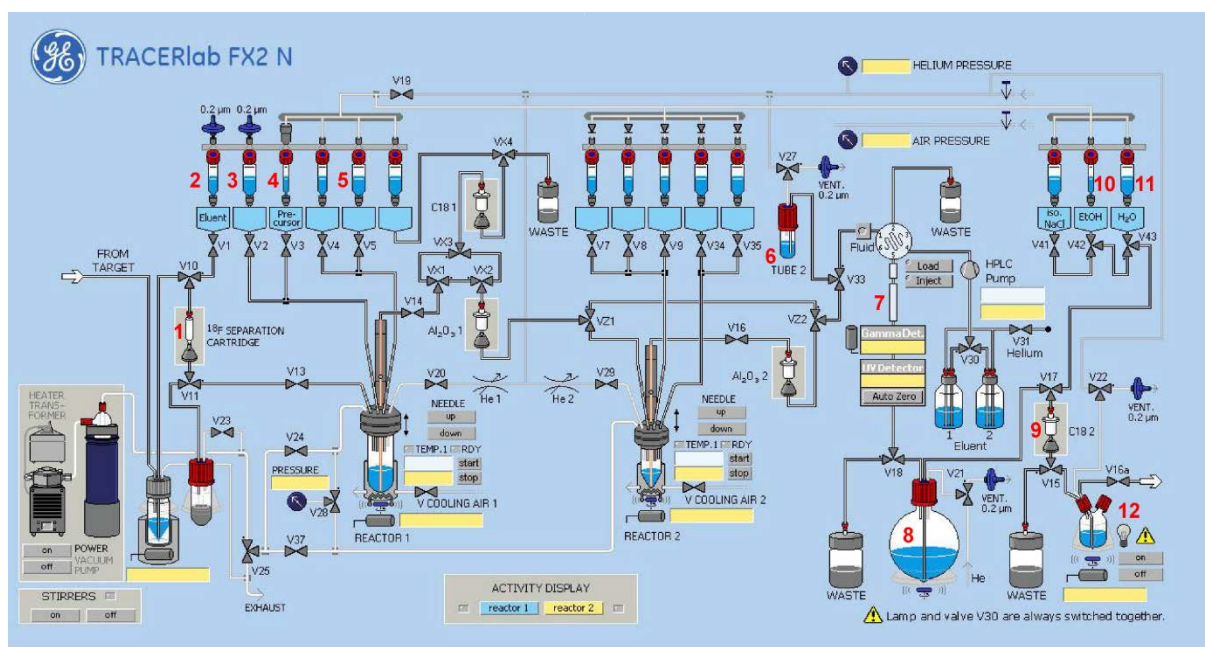 GE
TRACERlab FX2 N
HELIUM PRESSURE
AIR PRESSURE
V19
0.2 µm
0.2 µm
2
3
4
5
Eluent
Pre-
cursor
V1
V2
V3
V4
V5
VX4
C18 1
WASTE
VX3
VX1
VX2
V14
Al₂O₃ 1
V7
V8
V9
V34
V35
V27
VENT.
0.2 µm
6
TUBE 2
Fluid
V33
WASTE
Load
Inject
HPLC
Pump
7
GammaDet.
UV Detector
Auto Zero
V31
Helium
V30
1
2
Eluent
10
11
Iso.
NaCl
EtOH
H₂O
V41
V42
V43
FROM
TARGET
V10
1
¹⁸F SEPARATION
CARTRIDGE
V11
V13
V20
He 1
He 2
V29
VZ1
VZ2
V16
Al₂O₃ 2
V17
V22
VENT.
0.2 µm
9
C18 2
V15
V16a
12
on
off
V18
V21
VENT.
0.2 µm
8
He
WASTE
WASTE
HEATER
TRANS-
FORMER
on
off
POWER
VACUUM
PUMP
STIRRERS
on
off
V23
V24
PRESSURE
V28
V37
V25
EXHAUST
NEEDLE
up
down
TEMP.1
RDY
start
stop
V COOLING AIR 1
REACTOR 1
NEEDLE
up
down
TEMP.1
RDY
start
stop
V COOLING AIR 2
REACTOR 2
ACTIVITY DISPLAY
reactor 1
reactor 2
Lamp and valve V30 are always switched together.